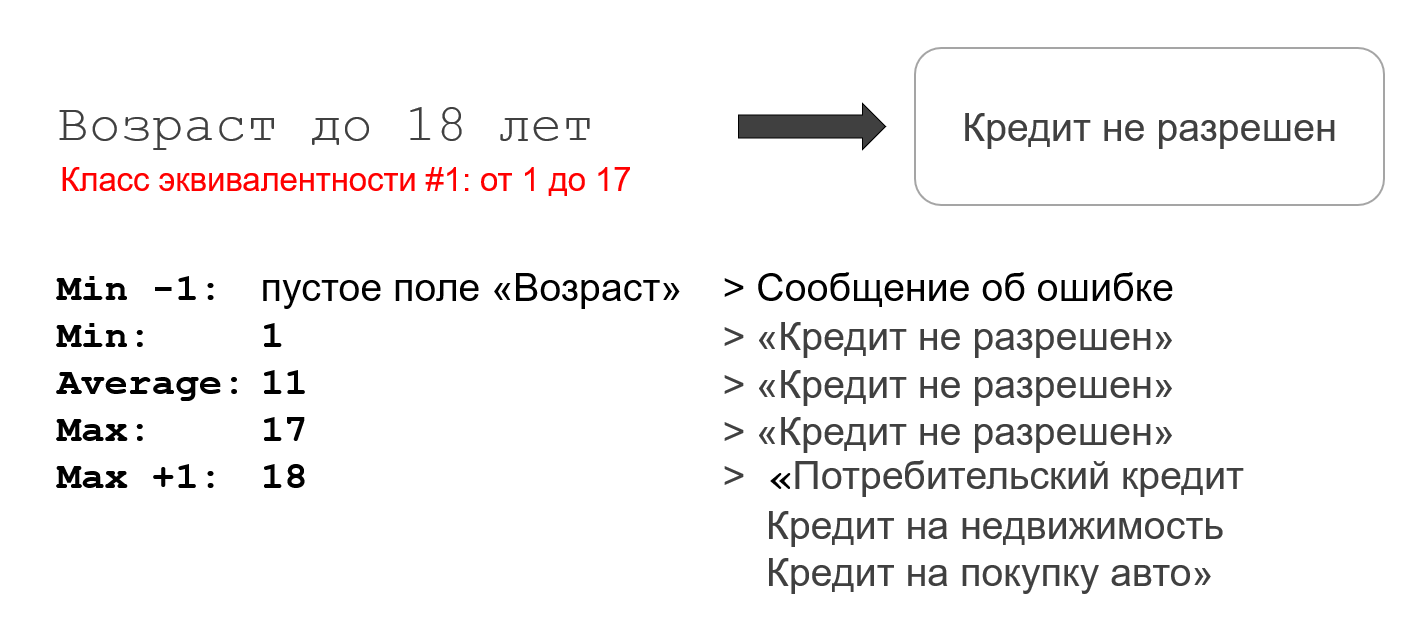 Возраст до 18 лет
Кредит не разрешен
Класс эквивалентности #1: от 1 до 17
Min -1: пустое поле «Возраст» > Сообщение об ошибке
Min: 1 > «Кредит не разрешен»
Average: 11 > «Кредит не разрешен»
Max: 17 > «Кредит не разрешен»
Max +1: 18 > «Потребительский кредит
Кредит на недвижимость
Кредит на покупку авто»